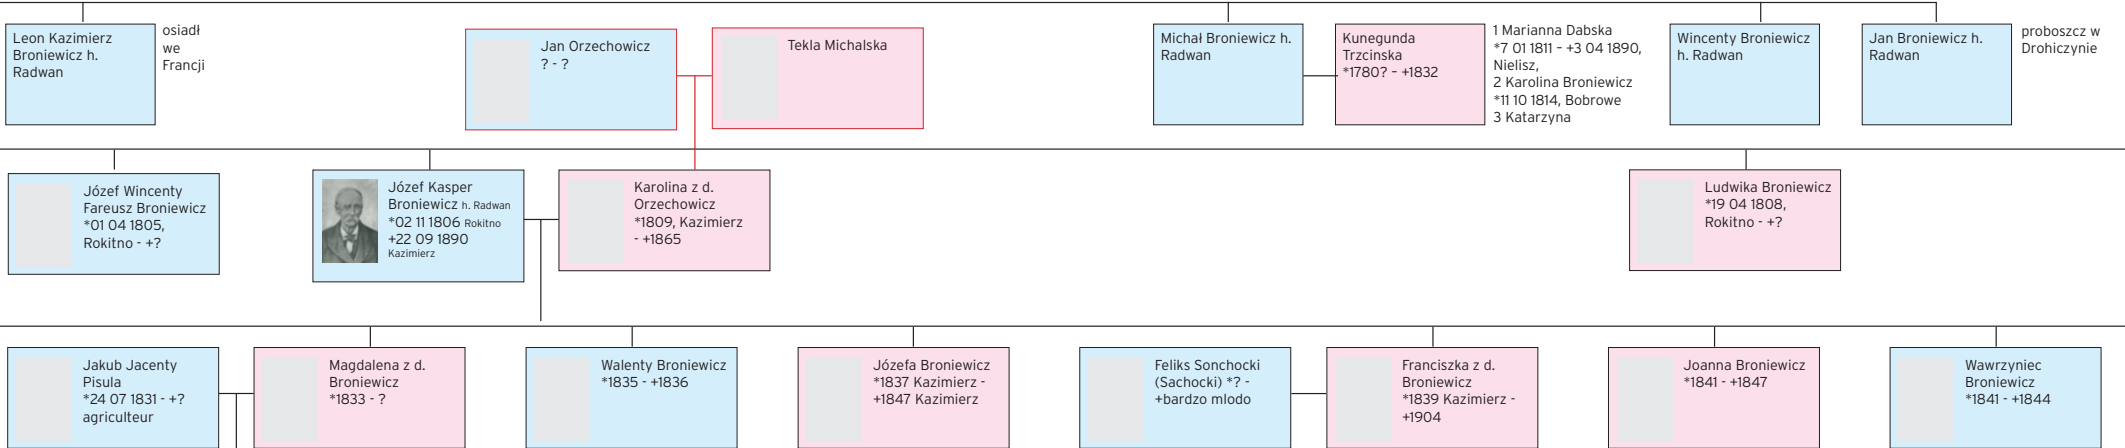 Leon Kazimierz
Broniewicz h.
Radwan
osiadł
we
Francji
Jan Orzechowicz
? - ?
Tekla Michalska
Michał Broniewicz h.
Radwan
Kunegunda
Trzcinska
*1780? - +1832
1 Marianna Dabska
*7 01 1811 - +3 04 1890,
Nielisz,
2 Karolina Broniewicz
*11 10 1814, Bobrowe
3 Katarzyna
Wincenty Broniewicz
h. Radwan
Jan Broniewicz h.
Radwan
proboszcz w
Drohiczynie
Józef Wincenty
Fareusz Broniewicz
*01 04 1805,
Rokitno - +?
Józef Kasper
Broniewicz h. Radwan
*02 11 1806 Rokitno
+22 09 1890
Kazimierz
Karolina z d.
Orzechowicz
*1809, Kazimierz
- +1865
Ludwika Broniewicz
*19 04 1808,
Rokitno - +?
Jakub Jacenty
Pisula
*24 07 1831 - +?
agriculteur
Magdalena z d.
Broniewicz
*1833 - ?
Walenty Broniewicz
*1835 - +1836
Józefa Broniewicz
*1837 Kazimierz -
+1847 Kazimierz
Feliks Sonchocki
(Sachocki) *? -
+bardzo mlodo
Franciszka z d.
Broniewicz
*1839 Kazimierz -
+1904
Joanna Broniewicz
*1841 - +1847
Wawrzyniec
Broniewicz
*1841 - +1844